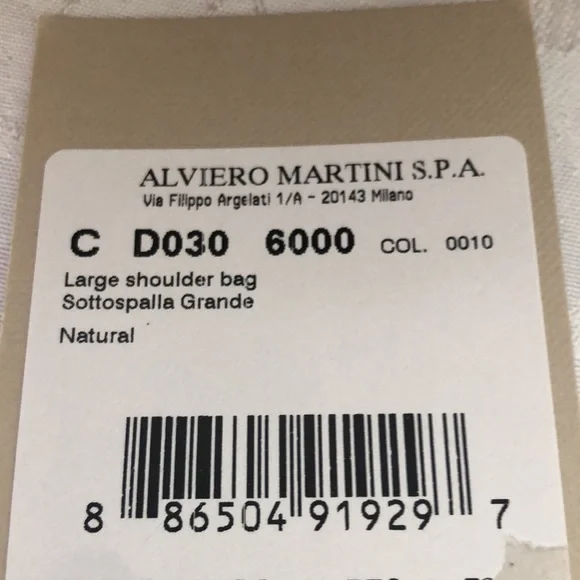 ALVIERO MARTINI S.P.A.
Via Filippo Argelati 1/A - 20143 Milano
C D030 6000 COL. 0010
Large shoulder bag
Sottospalla Grande
Natural
8 86504 91929 7